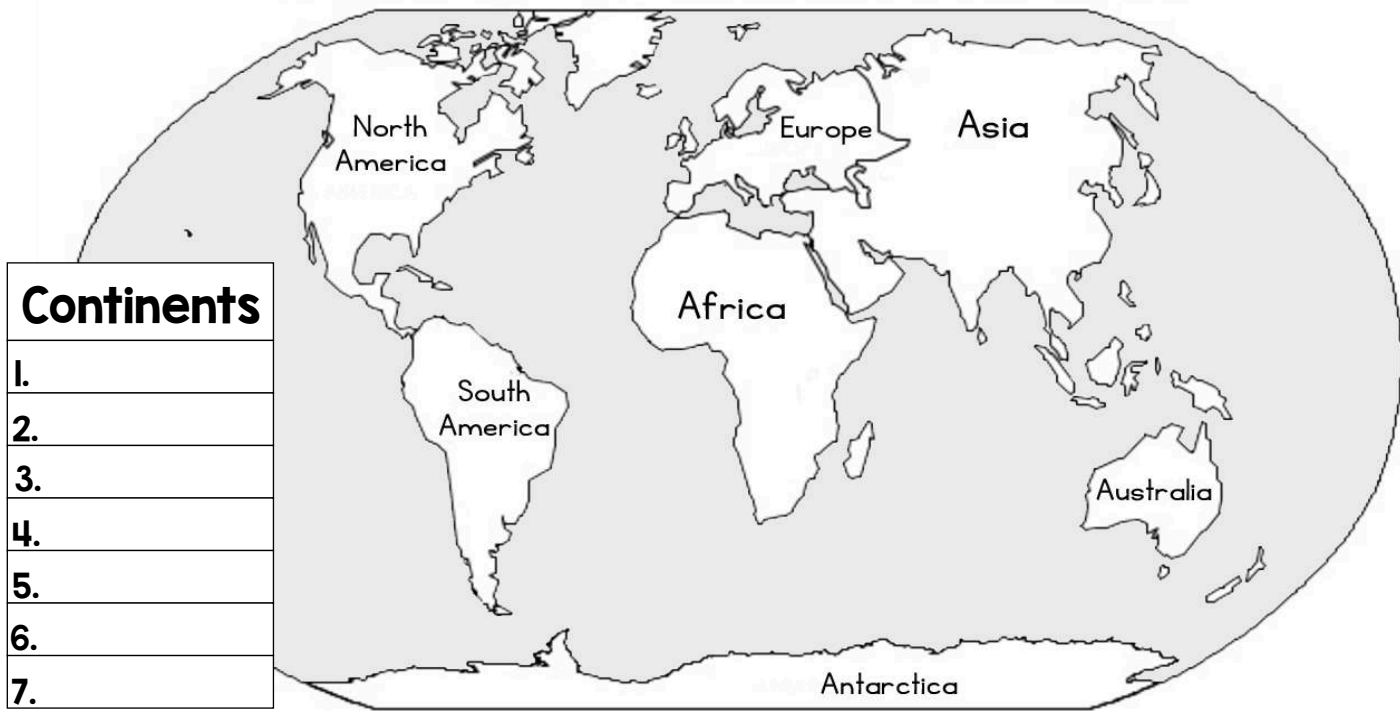 North
America
Europe
Asia
Africa
South
America
Australia
Antarctica
Continents
1.
2.
3.
4.
5.
6.
7.